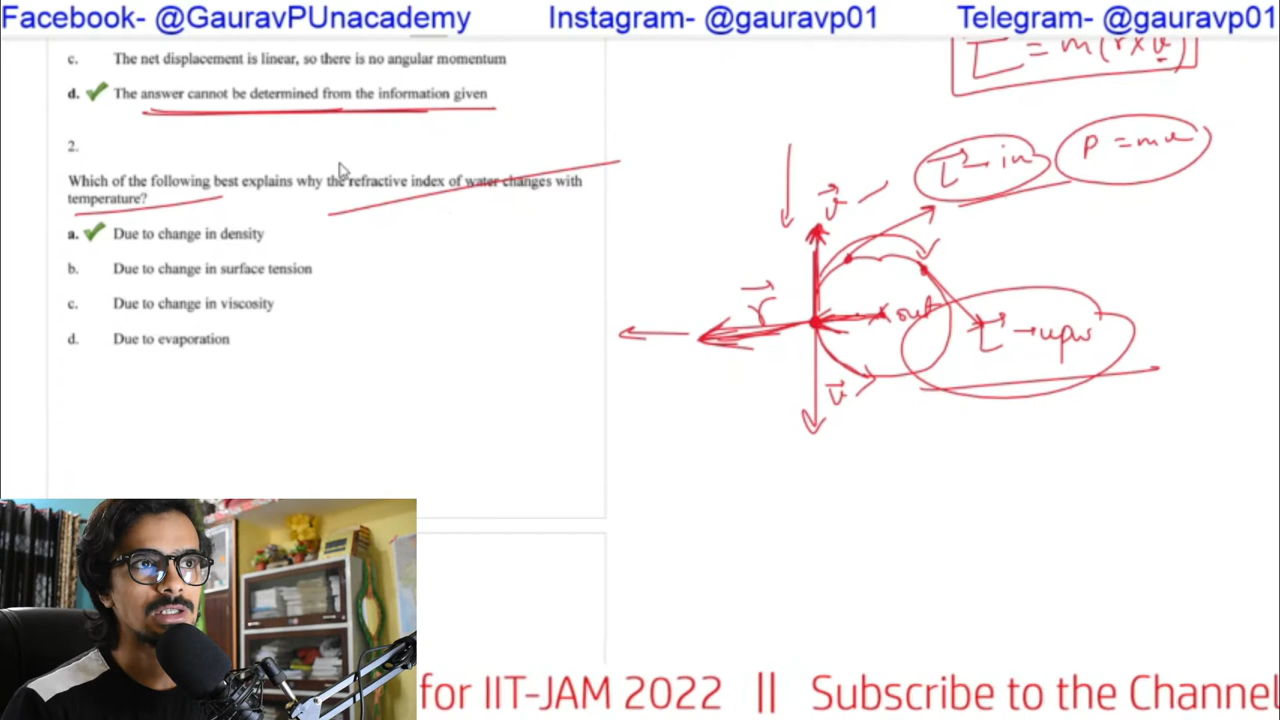 Facebook- @GauravPUnacademy Instagram- @gauravp01 Telegram- @gauravp01
c. The net displacement is linear, so there is no angular momentum
d. The answer cannot be determined from the information given
2.
Which of the following best explains why the refractive index of water changes with
temperature?
a. Due to change in density
b. Due to change in surface tension
c. Due to change in viscosity
d. Due to evaporation
= m(r×v)
in
P = mv
v
r
out
v
for IIT-JAM 2022 || Subscribe to the Channel